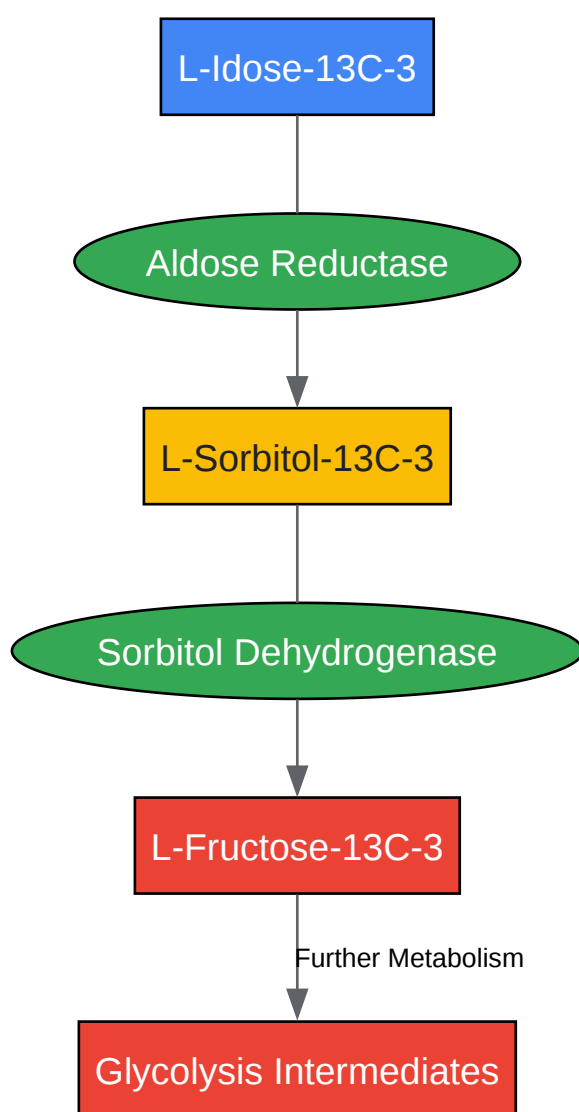 L-Idose-13C-3
Aldose Reductase
L-Sorbitol-13C-3
Sorbitol Dehydrogenase
L-Fructose-13C-3
Further Metabolism
Glycolysis Intermediates